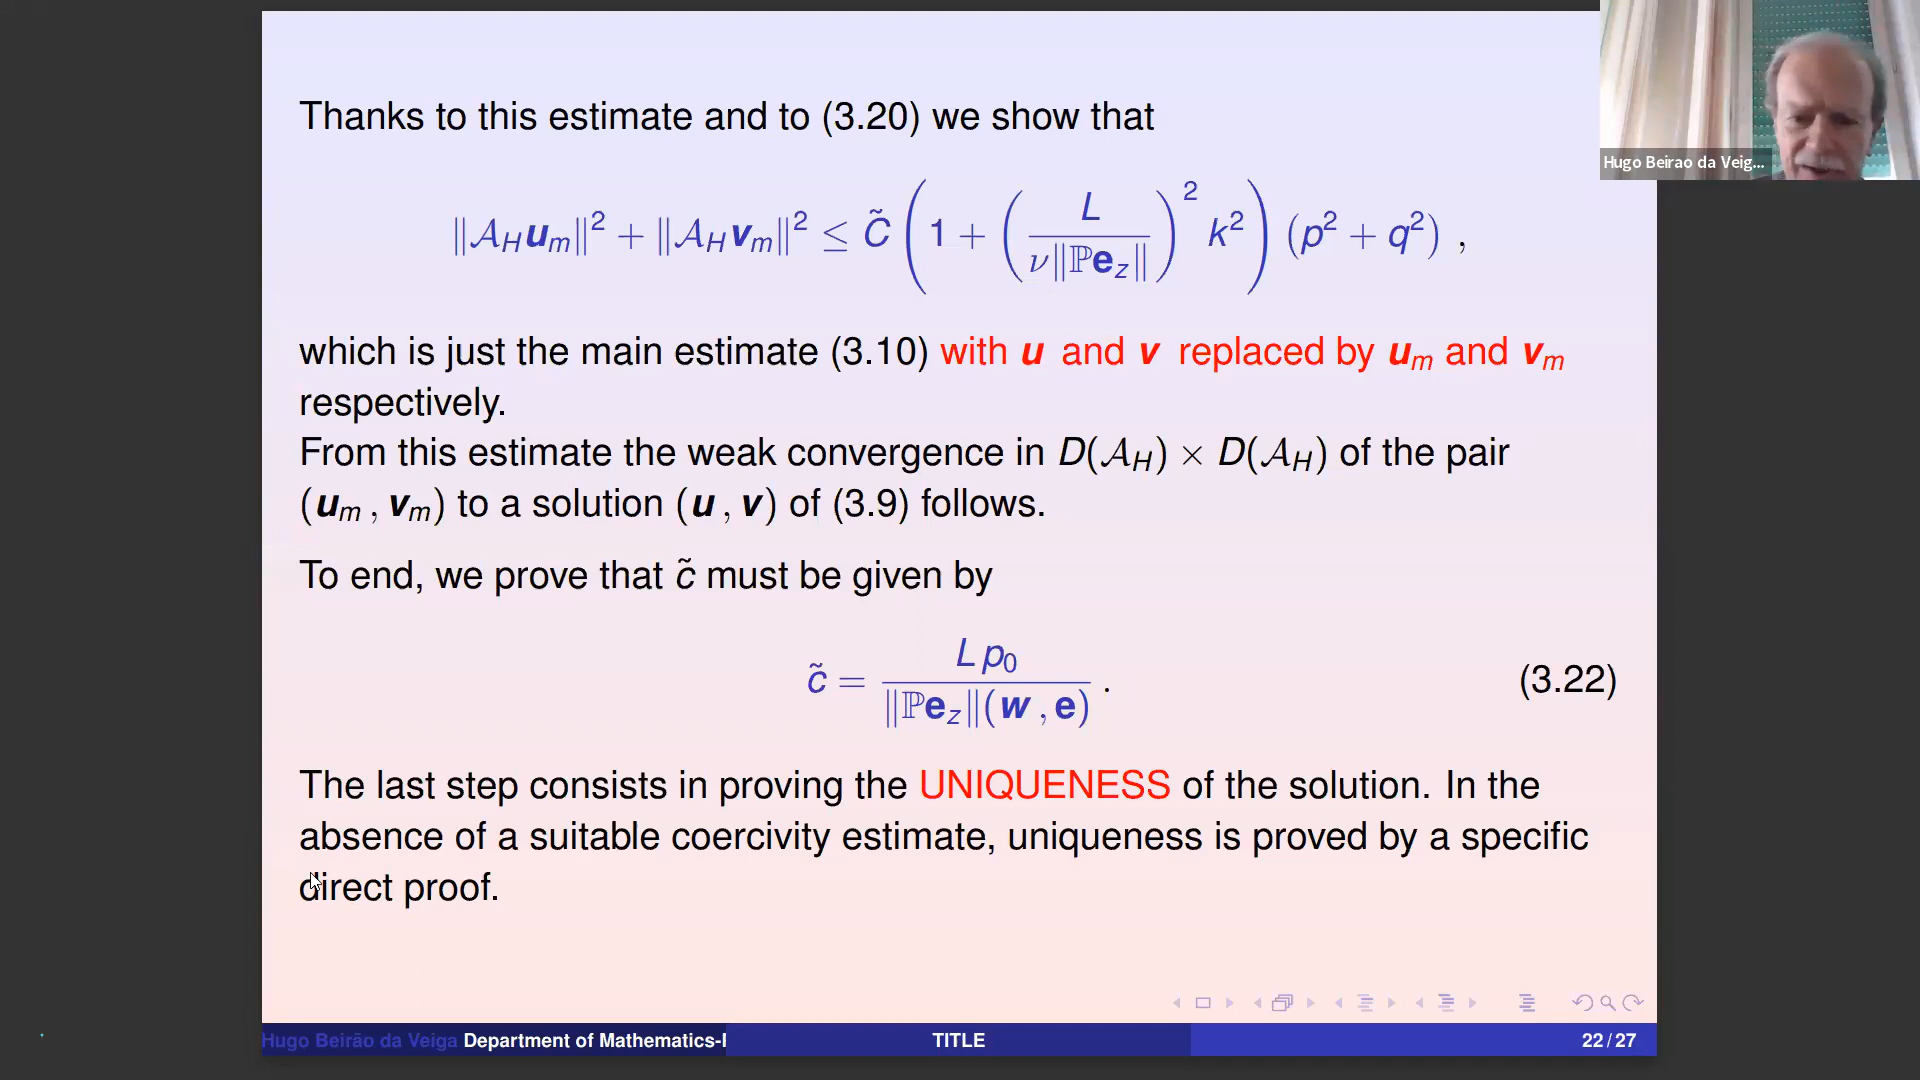 Thanks to this estimate and to (3.20) we show that
‖𝒜_H u_m‖² + ‖𝒜_H v_m‖² ≤ C̃ (1 + (L / ν‖ℙe_z‖)² k²) (p² + q²) ,
which is just the main estimate (3.10) with u and v replaced by u_m and v_m
respectively.
From this estimate the weak convergence in D(𝒜_H) × D(𝒜_H) of the pair
(u_m , v_m) to a solution (u , v) of (3.9) follows.
To end, we prove that c̃ must be given by
c̃ = L p₀ / ‖ℙe_z‖(w , e) . (3.22)
The last step consists in proving the UNIQUENESS of the solution. In the
absence of a suitable coercivity estimate, uniqueness is proved by a specific
direct proof.
Hugo Beirão da Veiga Department of Mathematics-
TITLE
22 / 27
Hugo Beirao da Veig...